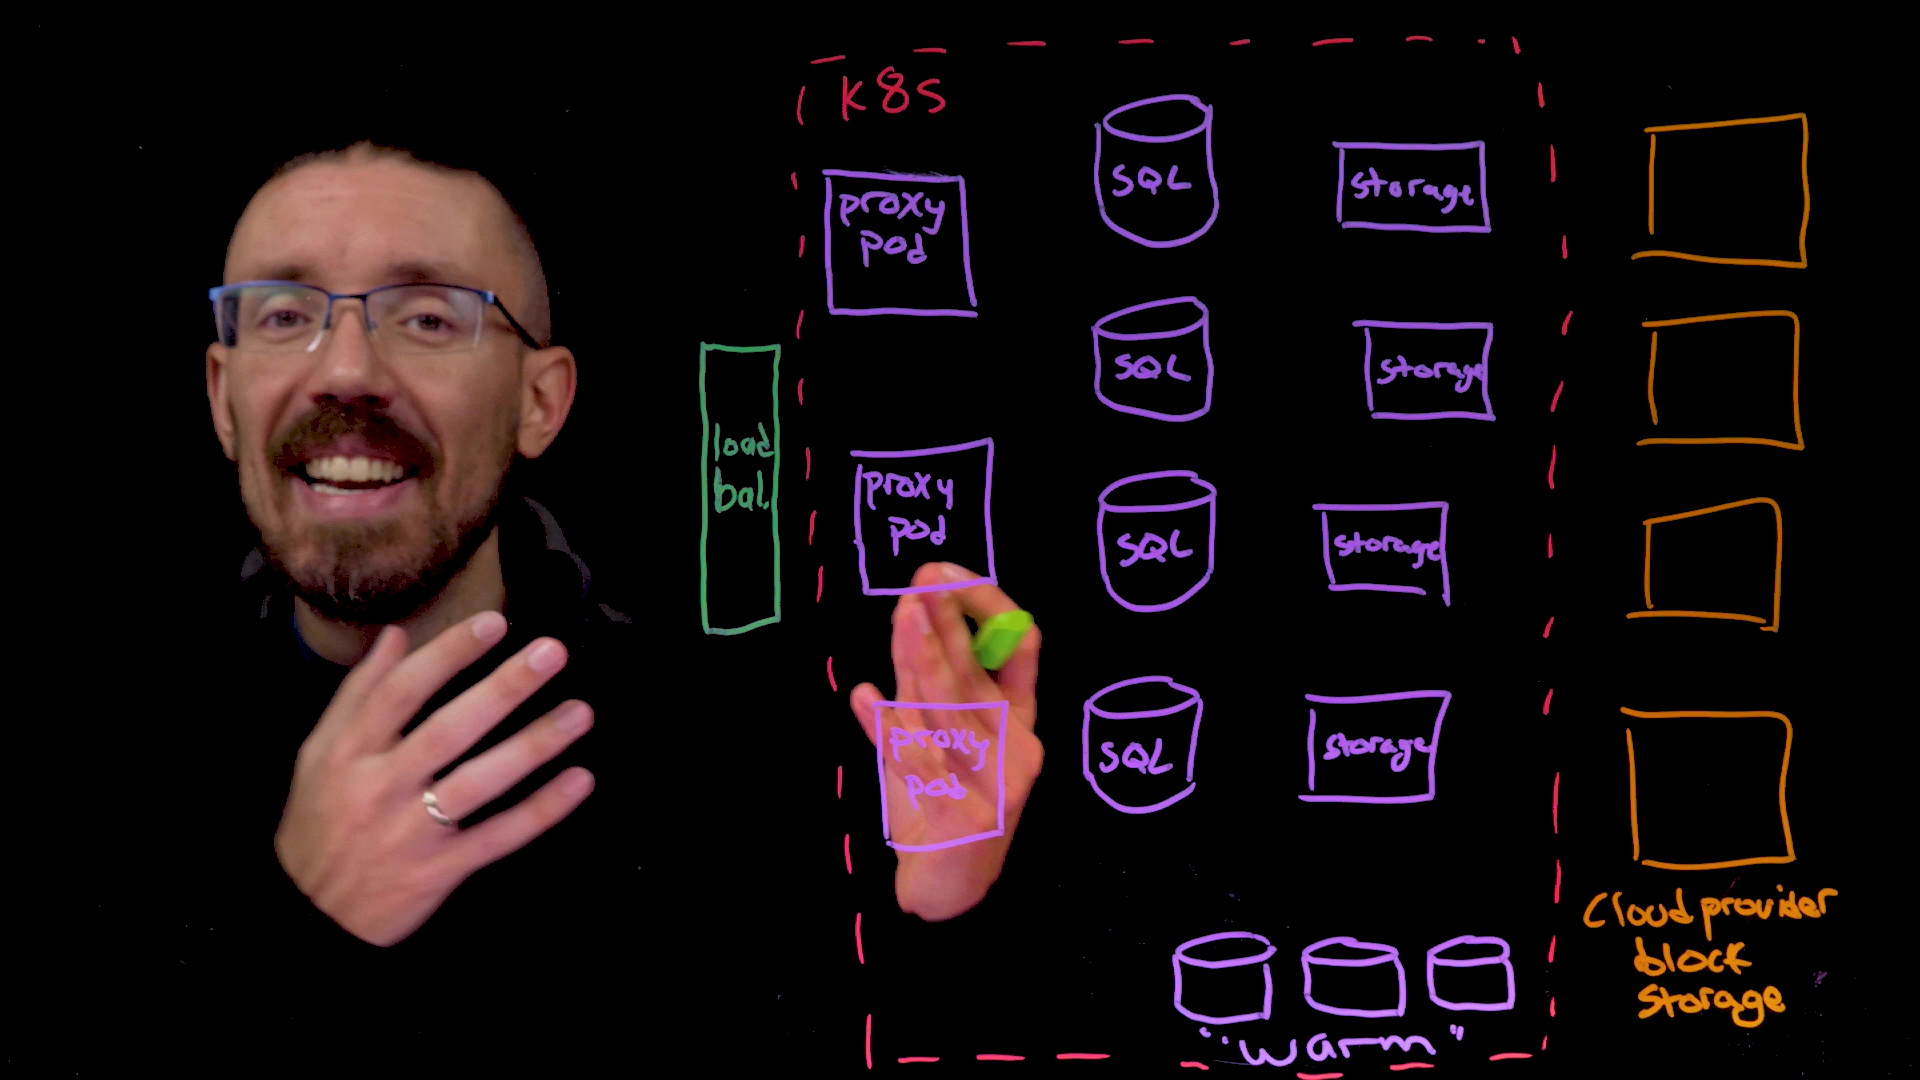 K8S
proxy
pod
SQL
storage
SQL
storage
load
bal.
proxy
pod
SQL
storage
proxy
pod
SQL
storage
Cloud provider
block
storage
"warm"